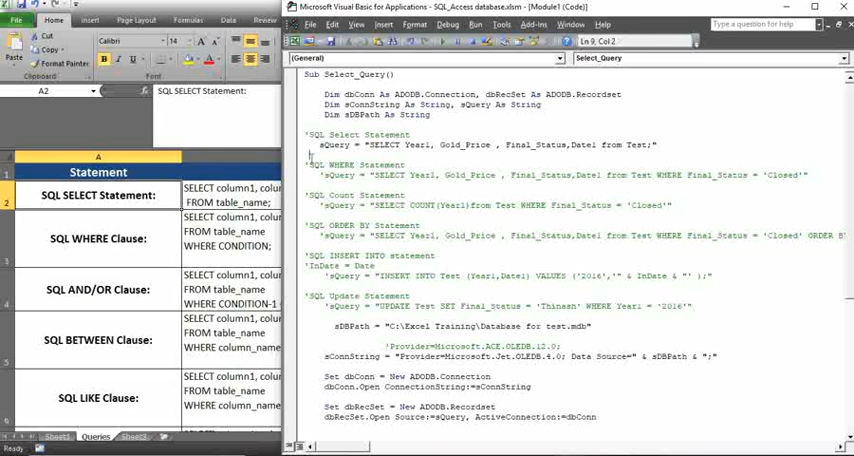 Microsoft Visual Basic for Applications - SQL_Access database.xlsm - [Module1 (Code)]
File Home Insert Page Layout Formulas Data Review
File Edit View Insert Format Debug Run Tools Add-Ins Window
Type a question for help
Paste
Cut
Copy
Format Painter
Clipboard
Calibri 14
B I U
Font
Ln 9, Col 2
A2
SQL SELECT Statement:
(General)
Select_Query
A
1 Statement
2 SQL SELECT Statement:
SELECT column1, colu
FROM table_name;
3 SQL WHERE Clause:
SELECT column1, colu
FROM table_name
WHERE CONDITION;
4 SQL AND/OR Clause:
SELECT column1, colu
FROM table_name
WHERE CONDITION-1
5 SQL BETWEEN Clause:
SELECT column1, colu
FROM table_name
WHERE column_name
SQL LIKE Clause:
SELECT column1, colu
FROM table_name
WHERE column_name
Sheet1 Queries Sheet3
Ready
Sub Select_Query()
Dim dbConn As ADODB.Connection, dbRecSet As ADODB.Recordset
Dim sConnString As String, sQuery As String
Dim sDBPath As String
'SQL Select Statement
sQuery = "SELECT Year1, Gold_Price , Final_Status,Date1 from Test;"
'SQL WHERE Statement
'sQuery = "SELECT Year1, Gold_Price , Final_Status,Date1 from Test WHERE Final_Status = 'Closed'"
'SQL Count Statement
'sQuery = "SELECT COUNT(Year1)from Test WHERE Final_Status = 'Closed'
'SQL ORDER BY Statement
'sQuery = "SELECT Year1, Gold_Price , Final_Status,Date1 from Test WHERE Final_Status = 'Closed' ORDER BY
'SQL INSERT INTO statement
'InDate = Date
'sQuery = "INSERT INTO Test (Year1,Date1) VALUES ('2016','" & InDate & "' );"
'SQL Update Statement
'sQuery = "UPDATE Test SET Final_Status = 'Thinash' WHERE Year1 = '2016'"
sDBPath = "C:\Excel Training\Database for test.mdb"
'Provider=Microsoft.ACE.OLEDB.12.0;
sConnString = "Provider=Microsoft.Jet.OLEDB.4.0; Data Source=" & sDBPath & ";"
Set dbConn = New ADODB.Connection
dbConn.Open ConnectionString:=sConnString
Set dbRecSet = New ADODB.Recordset
dbRecSet.Open Source:=sQuery, ActiveConnection:=dbConn